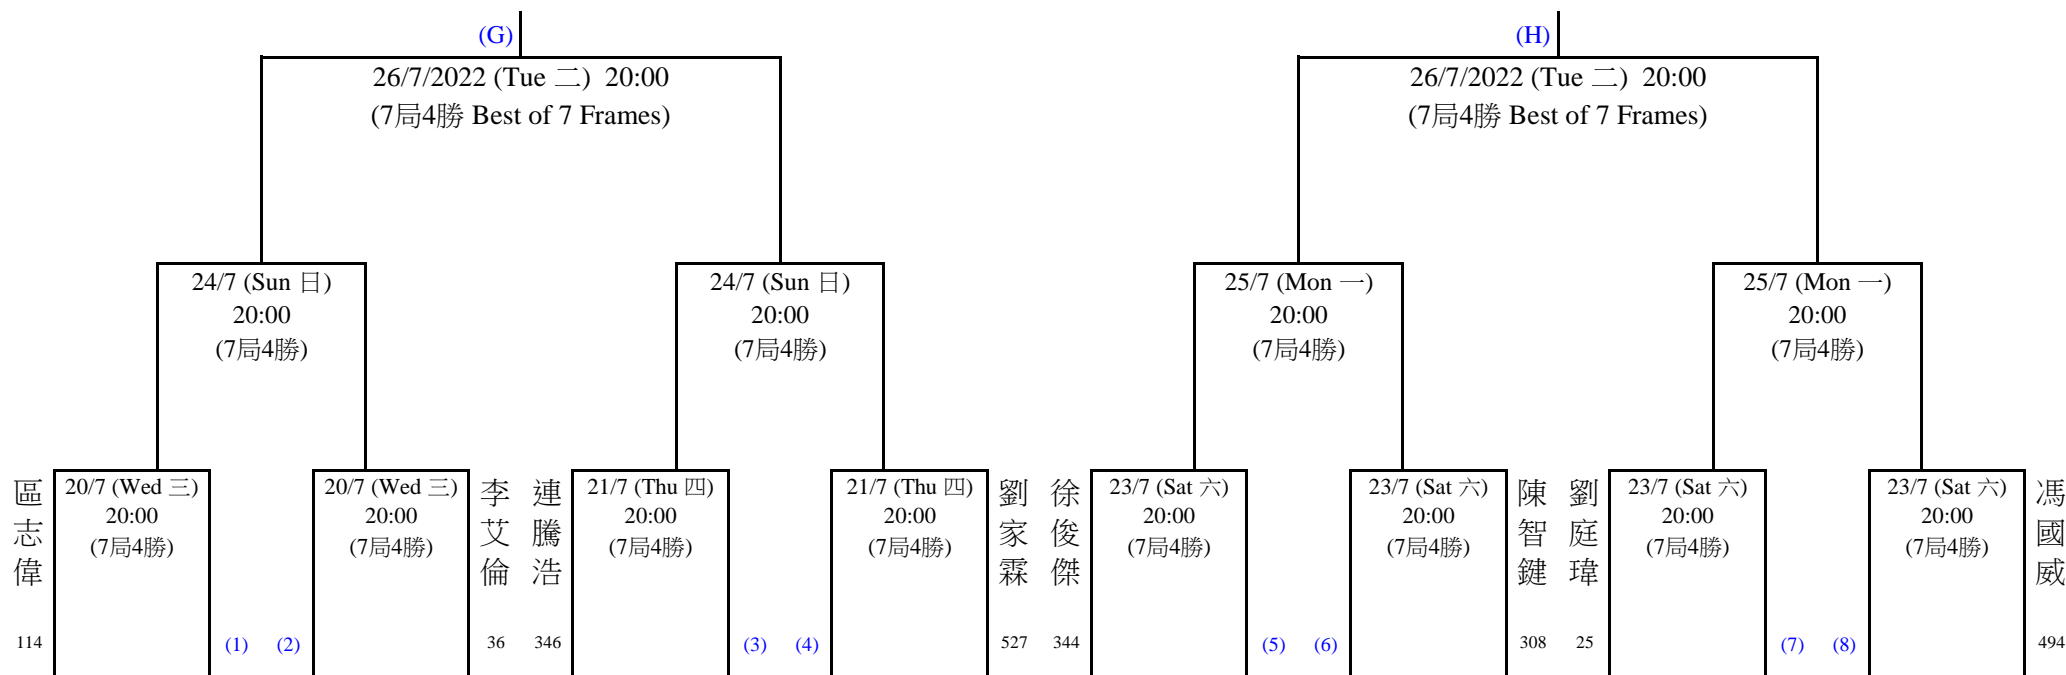 (G)
(H)
26/7/2022 (Tue 二) 20:00
(7局4勝 Best of 7 Frames)
26/7/2022 (Tue 二) 20:00
(7局4勝 Best of 7 Frames)
24/7 (Sun 日)
20:00
(7局4勝)
24/7 (Sun 日)
20:00
(7局4勝)
25/7 (Mon 一)
20:00
(7局4勝)
25/7 (Mon 一)
20:00
(7局4勝)
區志偉
114
20/7 (Wed 三)
20:00
(7局4勝)
(1)
(2)
20/7 (Wed 三)
20:00
(7局4勝)
李艾倫
36
連騰浩
346
21/7 (Thu 四)
20:00
(7局4勝)
(3)
(4)
21/7 (Thu 四)
20:00
(7局4勝)
劉家霖
527
徐俊傑
344
23/7 (Sat 六)
20:00
(7局4勝)
(5)
(6)
23/7 (Sat 六)
20:00
(7局4勝)
陳智鍵
308
劉庭瑋
25
23/7 (Sat 六)
20:00
(7局4勝)
(7)
(8)
23/7 (Sat 六)
20:00
(7局4勝)
馮國威
494